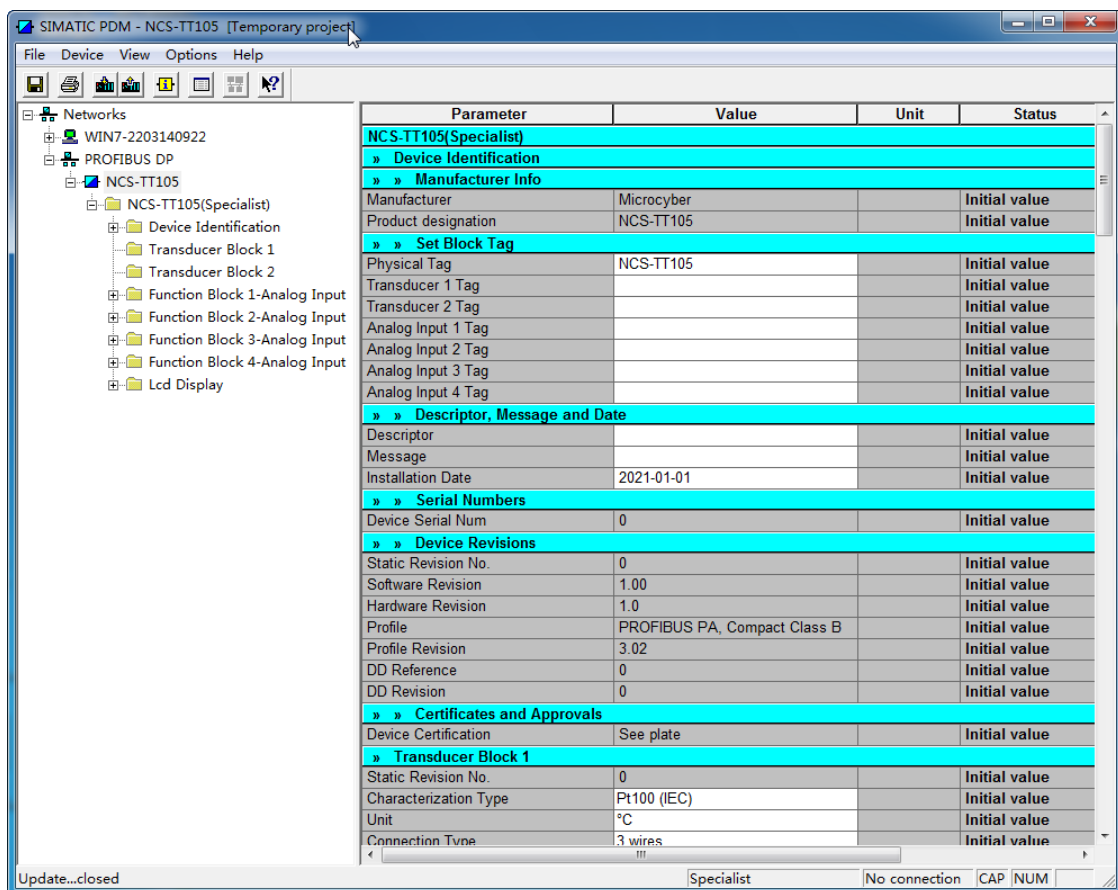 SIMATIC PDM - NCS-TT105 [Temporary project]
File Device View Options Help
Networks
WIN7-2203140922
PROFIBUS DP
NCS-TT105
NCS-TT105(Specialist)
Device Identification
Transducer Block 1
Transducer Block 2
Function Block 1-Analog Input
Function Block 2-Analog Input
Function Block 3-Analog Input
Function Block 4-Analog Input
Lcd Display
Parameter Value Unit Status
NCS-TT105(Specialist)
» Device Identification
» » Manufacturer Info
Manufacturer Microcyber Initial value
Product designation NCS-TT105 Initial value
» » Set Block Tag
Physical Tag NCS-TT105 Initial value
Transducer 1 Tag Initial value
Transducer 2 Tag Initial value
Analog Input 1 Tag Initial value
Analog Input 2 Tag Initial value
Analog Input 3 Tag Initial value
Analog Input 4 Tag Initial value
» » Descriptor, Message and Date
Descriptor Initial value
Message Initial value
Installation Date 2021-01-01 Initial value
» » Serial Numbers
Device Serial Num 0 Initial value
» » Device Revisions
Static Revision No. 0 Initial value
Software Revision 1.00 Initial value
Hardware Revision 1.0 Initial value
Profile PROFIBUS PA, Compact Class B Initial value
Profile Revision 3.02 Initial value
DD Reference 0 Initial value
DD Revision 0 Initial value
» » Certificates and Approvals
Device Certification See plate Initial value
» Transducer Block 1
Static Revision No. 0 Initial value
Characterization Type Pt100 (IEC) Initial value
Unit °C Initial value
Connection Type 3 wires Initial value
Update...closed Specialist No connection CAP NUM